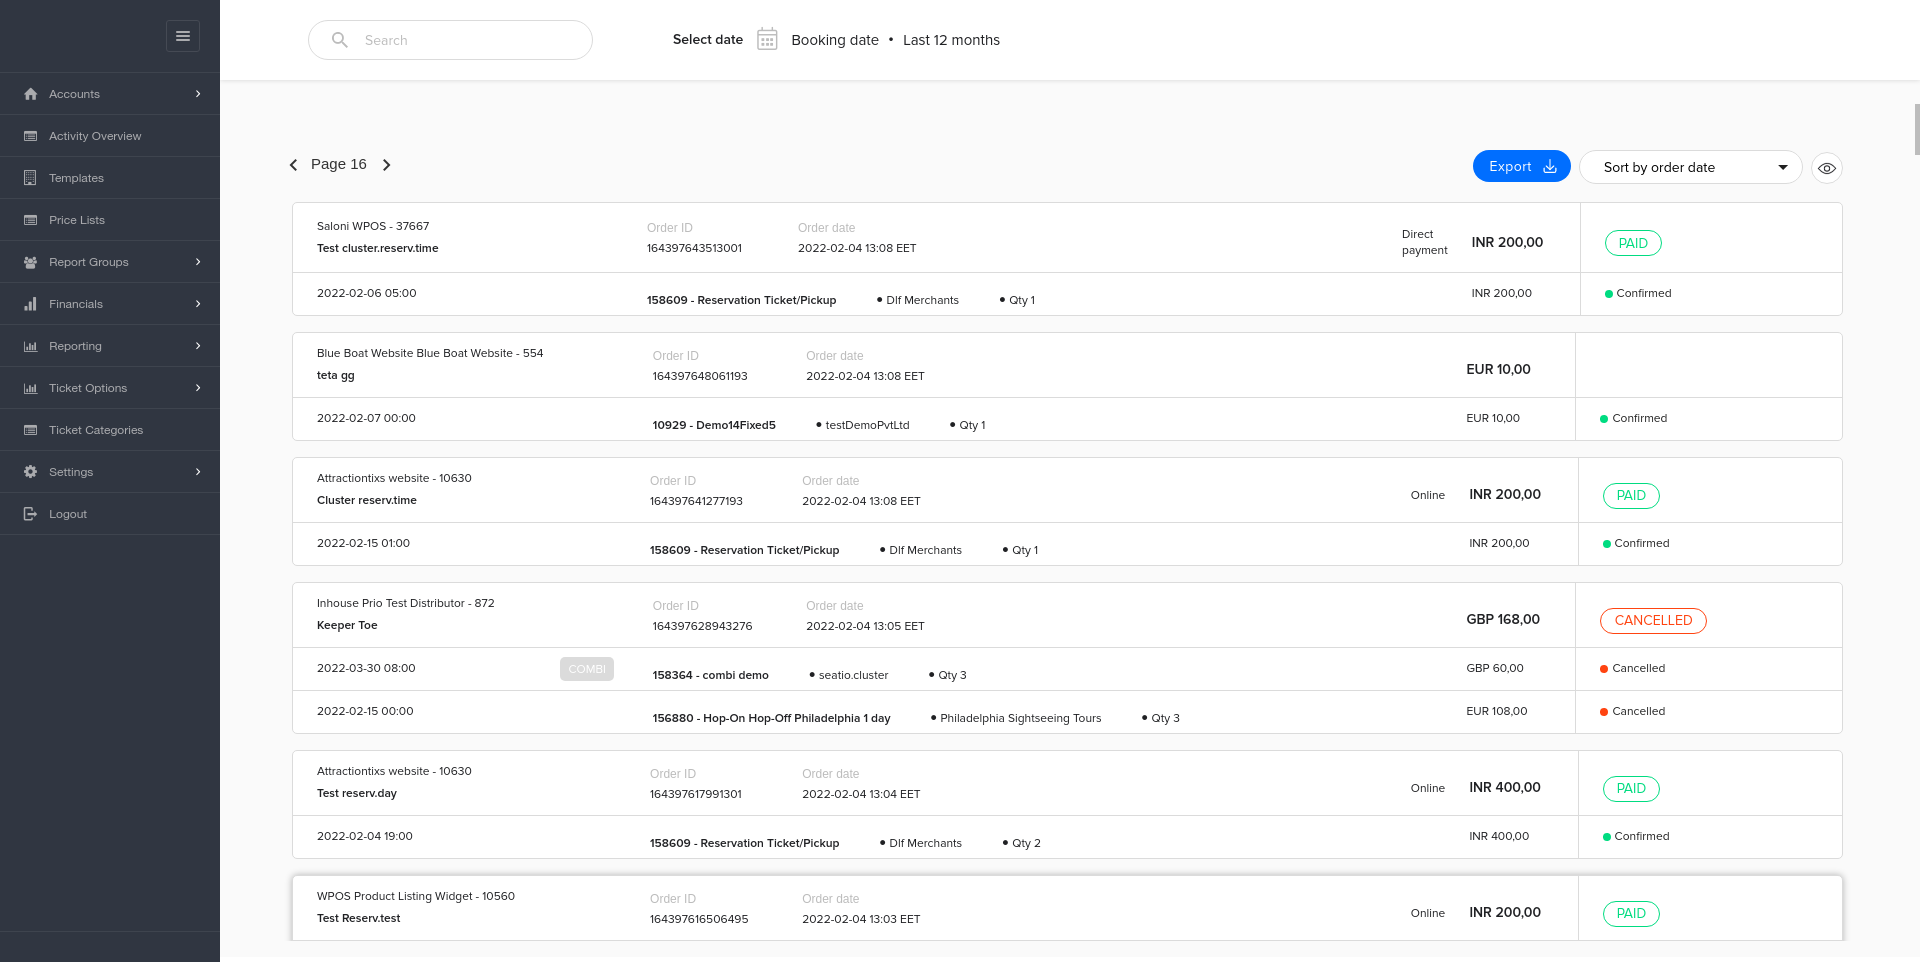 Search
Select date Booking date • Last 12 months
Accounts
Activity Overview
Templates
Price Lists
Report Groups
Financials
Reporting
Ticket Options
Ticket Categories
Settings
Logout
Page 16
Export
Sort by order date
Saloni WPOS - 37667
Test cluster.reserv.time
Order ID
164397643513001
Order date
2022-02-04 13:08 EET
Direct
payment
INR 200,00
PAID
2022-02-06 05:00
158609 - Reservation Ticket/Pickup • Dlf Merchants • Qty 1
INR 200,00
Confirmed
Blue Boat Website Blue Boat Website - 554
teta gg
Order ID
164397648061193
Order date
2022-02-04 13:08 EET
EUR 10,00
2022-02-07 00:00
10929 - Demo14Fixed5 • testDemoPvtLtd • Qty 1
EUR 10,00
Confirmed
Attractiontixs website - 10630
Cluster reserv.time
Order ID
164397641277193
Order date
2022-02-04 13:08 EET
Online
INR 200,00
PAID
2022-02-15 01:00
158609 - Reservation Ticket/Pickup • Dlf Merchants • Qty 1
INR 200,00
Confirmed
Inhouse Prio Test Distributor - 872
Keeper Toe
Order ID
164397628943276
Order date
2022-02-04 13:05 EET
GBP 168,00
CANCELLED
2022-03-30 08:00
COMBI
158364 - combi demo • seatio.cluster • Qty 3
GBP 60,00
Cancelled
2022-02-15 00:00
156880 - Hop-On Hop-Off Philadelphia 1 day • Philadelphia Sightseeing Tours • Qty 3
EUR 108,00
Cancelled
Attractiontixs website - 10630
Test reserv.day
Order ID
164397617991301
Order date
2022-02-04 13:04 EET
Online
INR 400,00
PAID
2022-02-04 19:00
158609 - Reservation Ticket/Pickup • Dlf Merchants • Qty 2
INR 400,00
Confirmed
WPOS Product Listing Widget - 10560
Test Reserv.test
Order ID
164397616506495
Order date
2022-02-04 13:03 EET
Online
INR 200,00
PAID